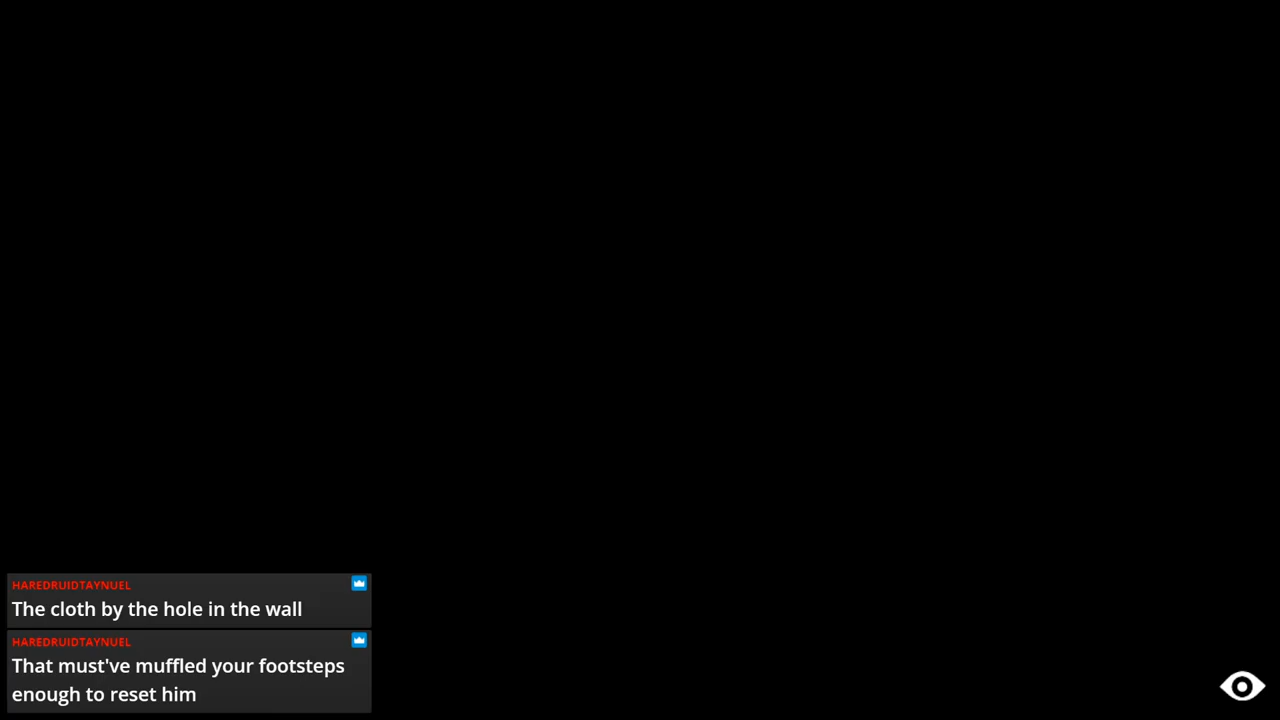 HAREDRUIDTAYNUEL
The cloth by the hole in the wall
HAREDRUIDTAYNUEL
That must've muffled your footsteps
enough to reset him